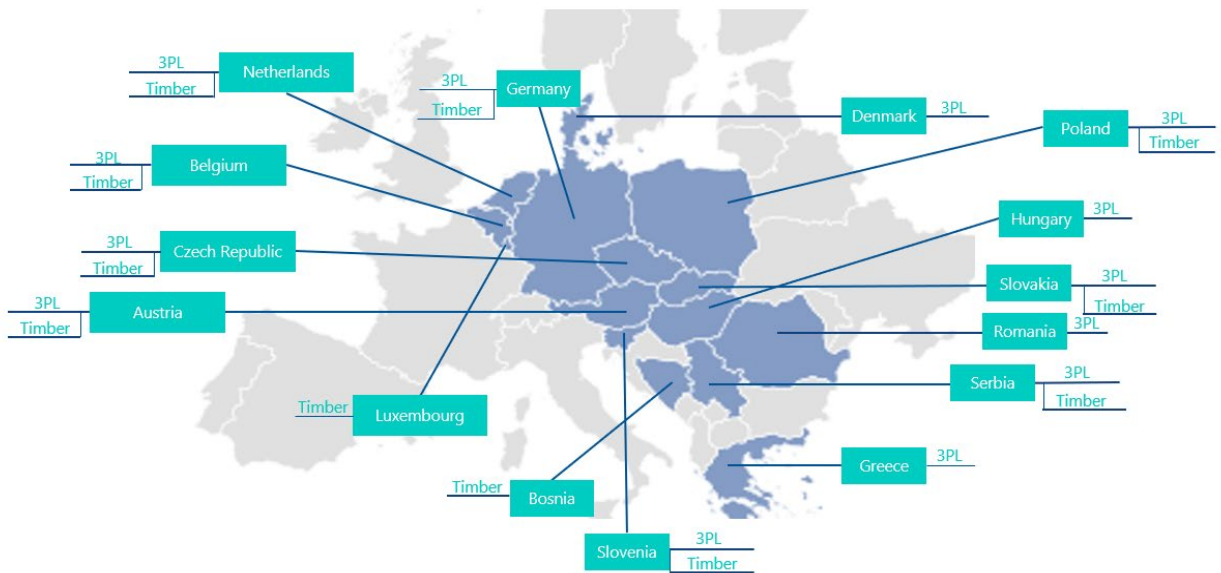 3PL
Timber
Netherlands
3PL
Timber
Germany
Denmark
3PL
Poland
3PL
Timber
3PL
Timber
Belgium
Hungary
3PL
3PL
Timber
Czech Republic
Slovakia
3PL
Timber
3PL
Timber
Austria
Romania
3PL
Serbia
3PL
Timber
Timber
Luxembourg
Greece
3PL
Timber
Bosnia
Slovenia
3PL
Timber